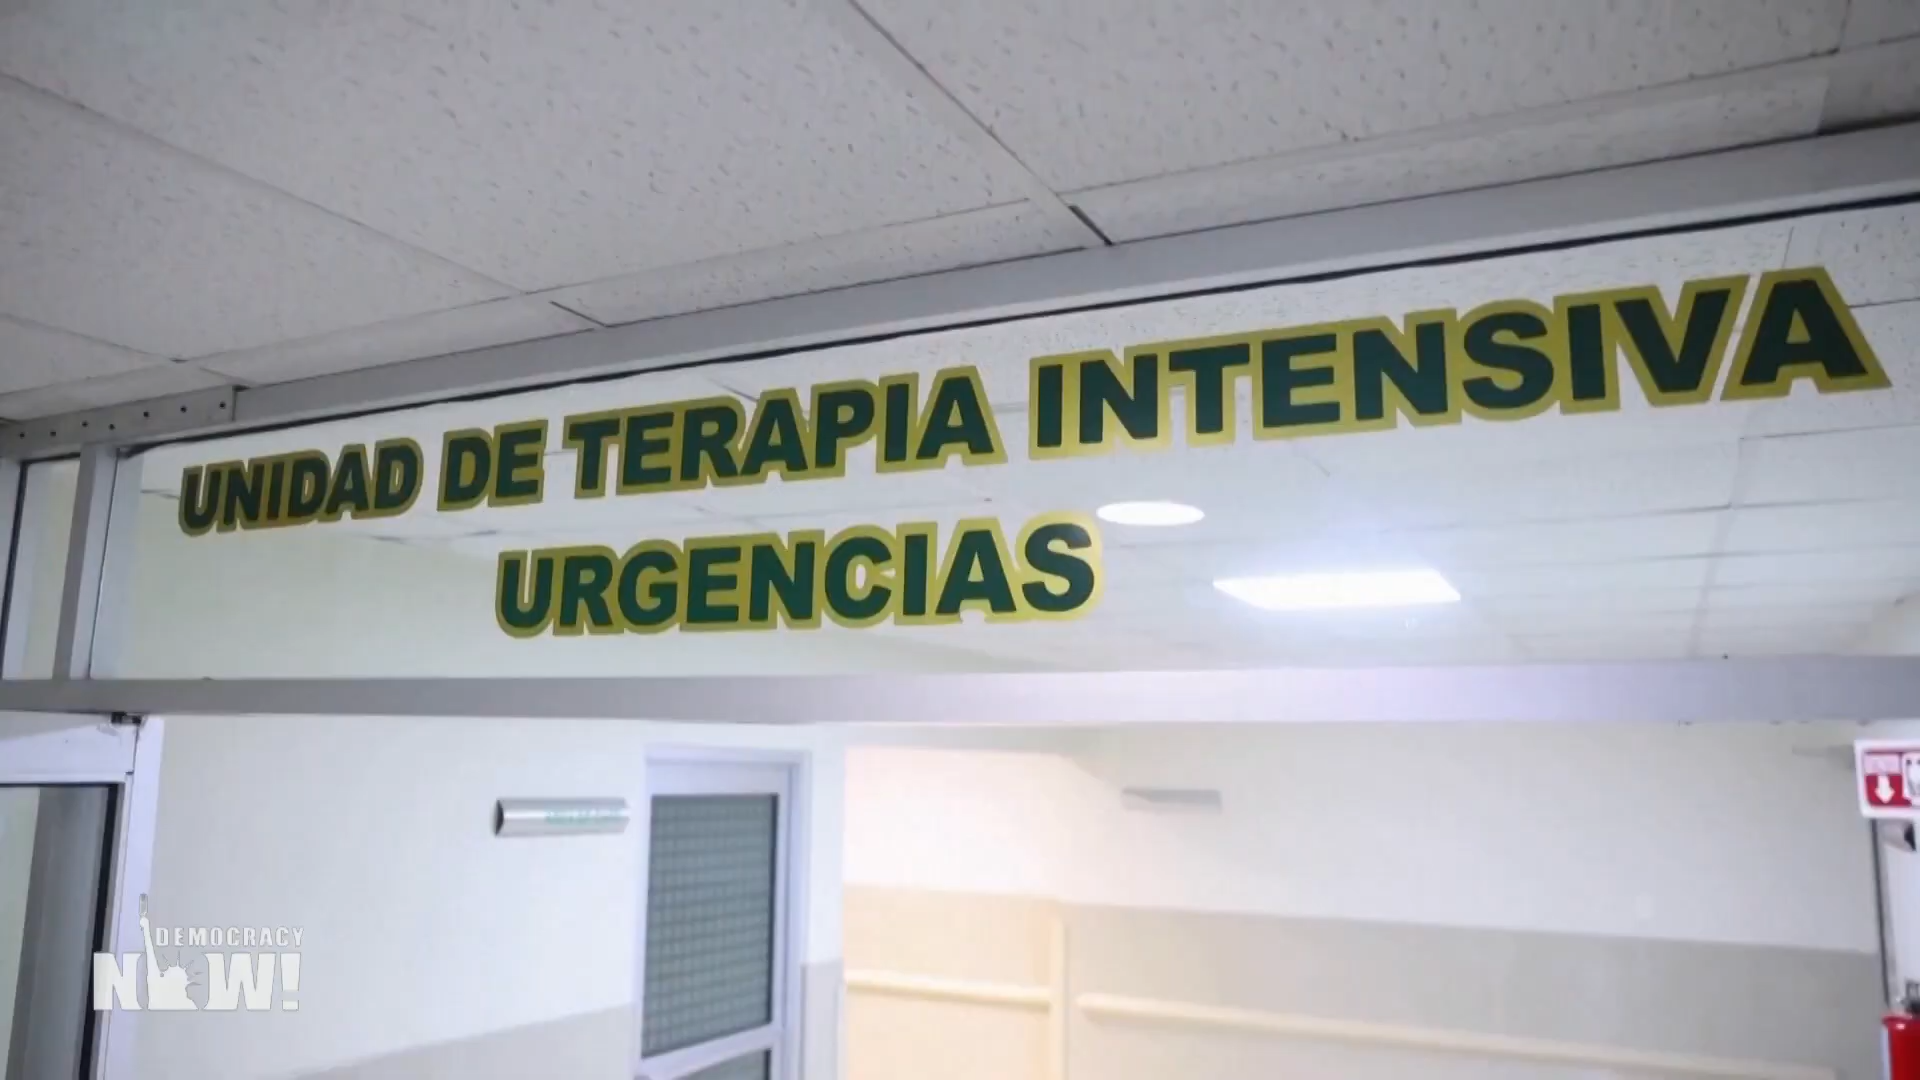 UNIDAD DE TERAPIA INTENSIVA
URGENCIAS
DEMOCRACY
NOW!